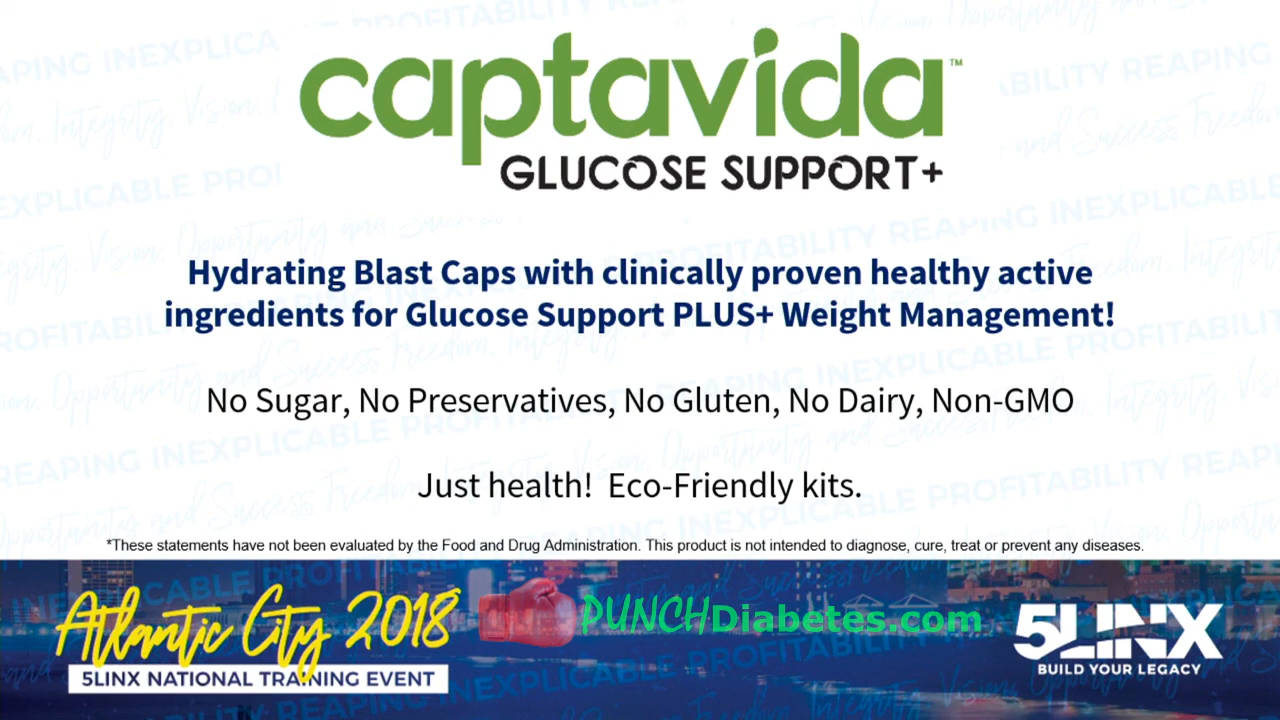 captavida™
GLUCOSE SUPPORT+
Hydrating Blast Caps with clinically proven healthy active
ingredients for Glucose Support PLUS+ Weight Management!
No Sugar, No Preservatives, No Gluten, No Dairy, Non-GMO
Just health!  Eco-Friendly kits.
*These statements have not been evaluated by the Food and Drug Administration. This product is not intended to diagnose, cure, treat or prevent any diseases.
Atlantic City 2018
5LINX NATIONAL TRAINING EVENT
PUNCHDiabetes.com
5LINX
BUILD YOUR LEGACY